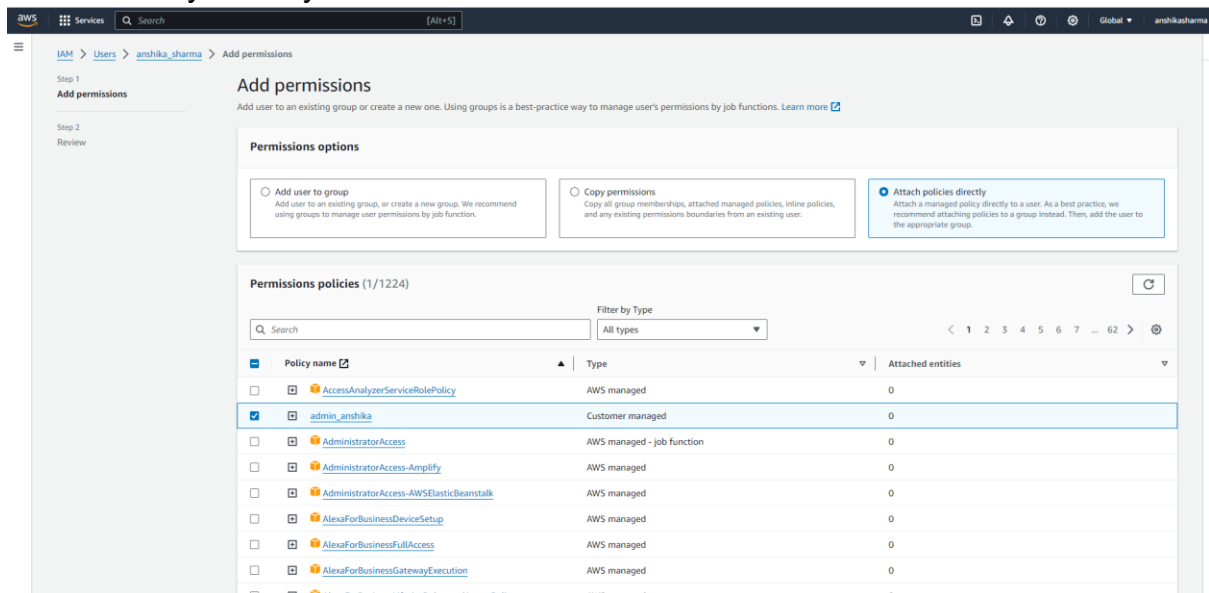 aws Services Search [Alt+S] Global ▼ anshikasharma
IAM > Users > anshika_sharma > Add permissions
Step 1
Add permissions
Step 2
Review
Add permissions
Add user to an existing group or create a new one. Using groups is a best-practice way to manage user's permissions by job functions. Learn more
Permissions options
Add user to group
Add user to an existing group, or create a new group. We recommend
using groups to manage user permissions by job function.
Copy permissions
Copy all group memberships, attached managed policies, inline policies,
and any existing permissions boundaries from an existing user.
Attach policies directly
Attach a managed policy directly to a user. As a best practice, we
recommend attaching policies to a group instead. Then, add the user to
the appropriate group.
Permissions policies (1/1224)
Filter by Type
Search All types < 1 2 3 4 5 6 7 ... 62 >
Policy name Type Attached entities
AccessAnalyzerServiceRolePolicy AWS managed 0
admin_anshika Customer managed 0
AdministratorAccess AWS managed - job function 0
AdministratorAccess-Amplify AWS managed 0
AdministratorAccess-AWSElasticBeanstalk AWS managed 0
AlexaForBusinessDeviceSetup AWS managed 0
AlexaForBusinessFullAccess AWS managed 0
AlexaForBusinessGatewayExecution AWS managed 0